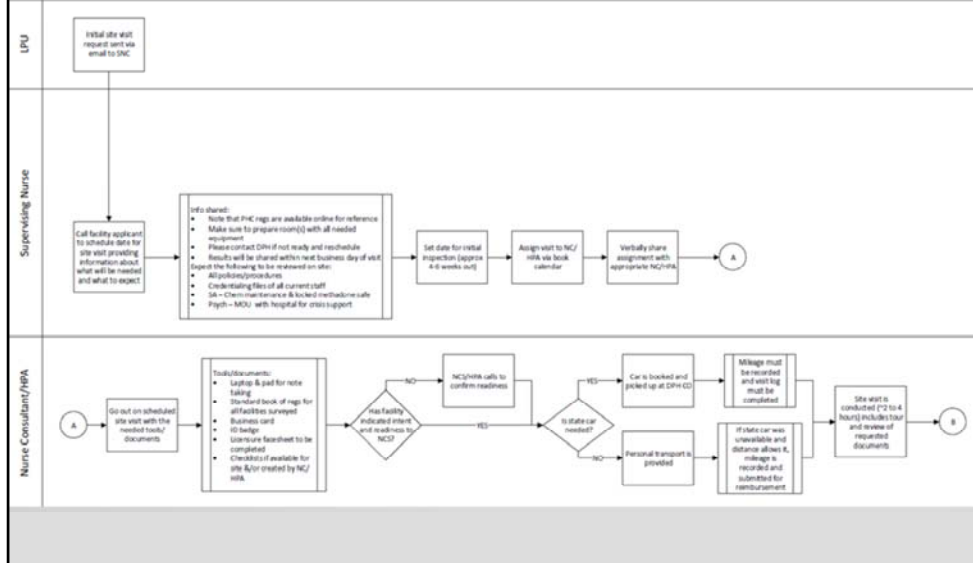 LPU
Initial site visit
request sent via
email to SNC
Supervising Nurse
Call facility applicant
to schedule date for
site visit providing
information about
what will be needed
and what to expect
Info shared:
• Note that PHC regs are available online for reference
• Make sure to prepare room(s) with all needed
equipment
• Please contact DPH if not ready and reschedule
• Results will be shared within next business day of visit
Expect the following to be reviewed on site:
• All policies/procedures
• Credentialing files of all current staff
• SA – Chem maintenance & locked methadone safe
• Psych – MOU with hospital for crisis support
Set date for initial
inspection (approx
4-6 weeks out)
Assign visit to NC/
HPA via book
calendar
Verbally share
assignment with
appropriate NC/HPA
A
Nurse Consultant/HPA
A
Go out on scheduled
site visit with the
needed tools/
documents
Tools/documents:
• Laptop & pad for note
taking
• Standard book of regs for
all facilities surveyed
• Business card
• ID badge
• Licensure facesheet to be
completed
• Checklists if available for
site &/or created by NC/
HPA
Has facility
indicated intent
and readiness to
NCS?
NO
NCS/HPA calls to
confirm readiness
YES
Is state car
needed?
YES
Car is booked and
picked up at DPH-CO
Mileage must
be recorded
and visit log
must be
completed
NO
Personal transport is
provided
If state car was
unavailable and
distance allows it,
mileage is
recorded and
submitted for
reimbursement
Site visit is
conducted (~2 to 4
hours) includes tour
and review of
requested
documents
B